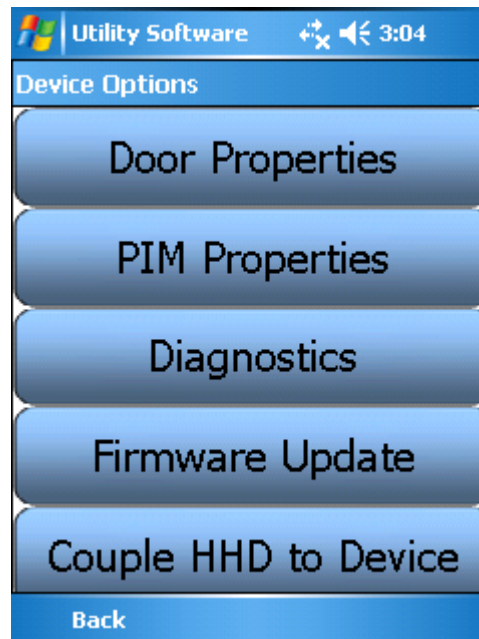 Utility Software 3:04
Device Options
Door Properties
PIM Properties
Diagnostics
Firmware Update
Couple HHD to Device
Back